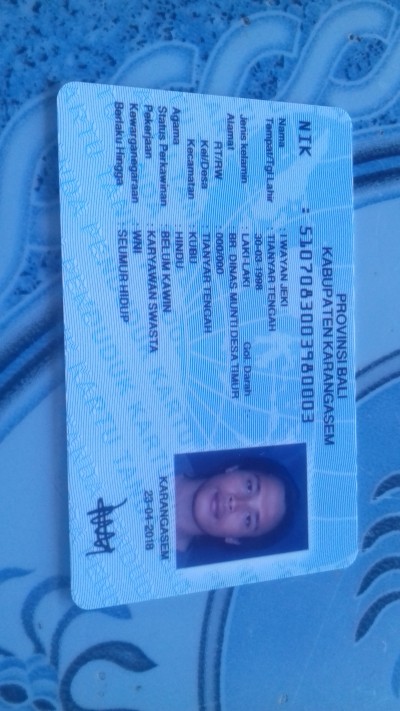 PROVINSI BALI
KABUPATEN KARANGASEM
NIK : 5107083003980003
Nama : I WAYAN JEKI
Tempat/Tgl Lahir : TIANYAR TENGAH
30-03-1998
Jenis kelamin : LAKI-LAKI Gol. Darah : -
Alamat : BR. DINAS MUNTI DESA TIMUR
RT/RW : 000/000
Kel/Desa : TIANYAR TENGAH
Kecamatan : KUBU
Agama : HINDU
Status Perkawinan : BELUM KAWIN
Pekerjaan : KARYAWAN SWASTA
Kewarganegaraan : WNI
Berlaku Hingga : SEUMUR HIDUP
KARANGASEM
23-04-2018